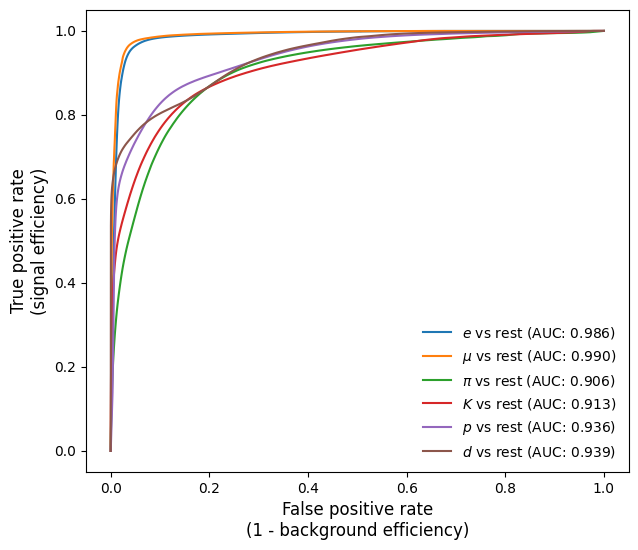 1.0
0.8
0.6
0.4
0.2
0.0
True positive rate
(signal efficiency)
e vs rest (AUC: 0.986)
μ vs rest (AUC: 0.990)
π vs rest (AUC: 0.906)
K vs rest (AUC: 0.913)
p vs rest (AUC: 0.936)
d vs rest (AUC: 0.939)
0.0 0.2 0.4 0.6 0.8 1.0
False positive rate
(1 - background efficiency)